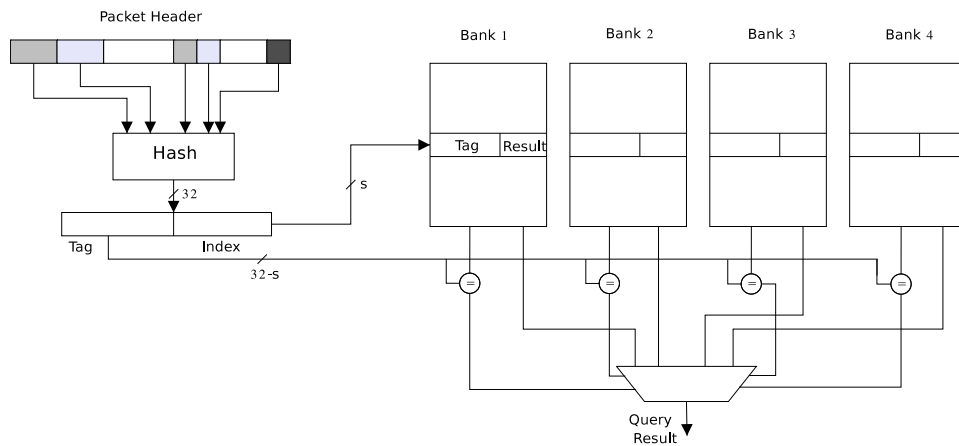 Packet Header
Bank 1
Bank 2
Bank 3
Bank 4
Hash
Tag
Result
32
s
Tag
Index
32-s
=
=
=
=
Query
Result